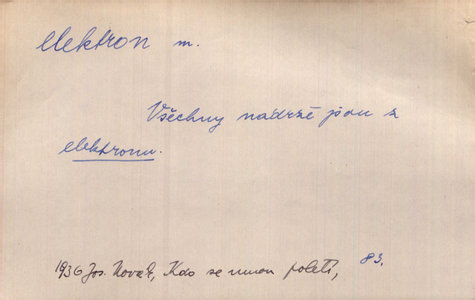 elektron m.
Všechny nádrže jsou z
elektronu.
1936 Jos. Novák, Kdo se mnou poletí, 83.